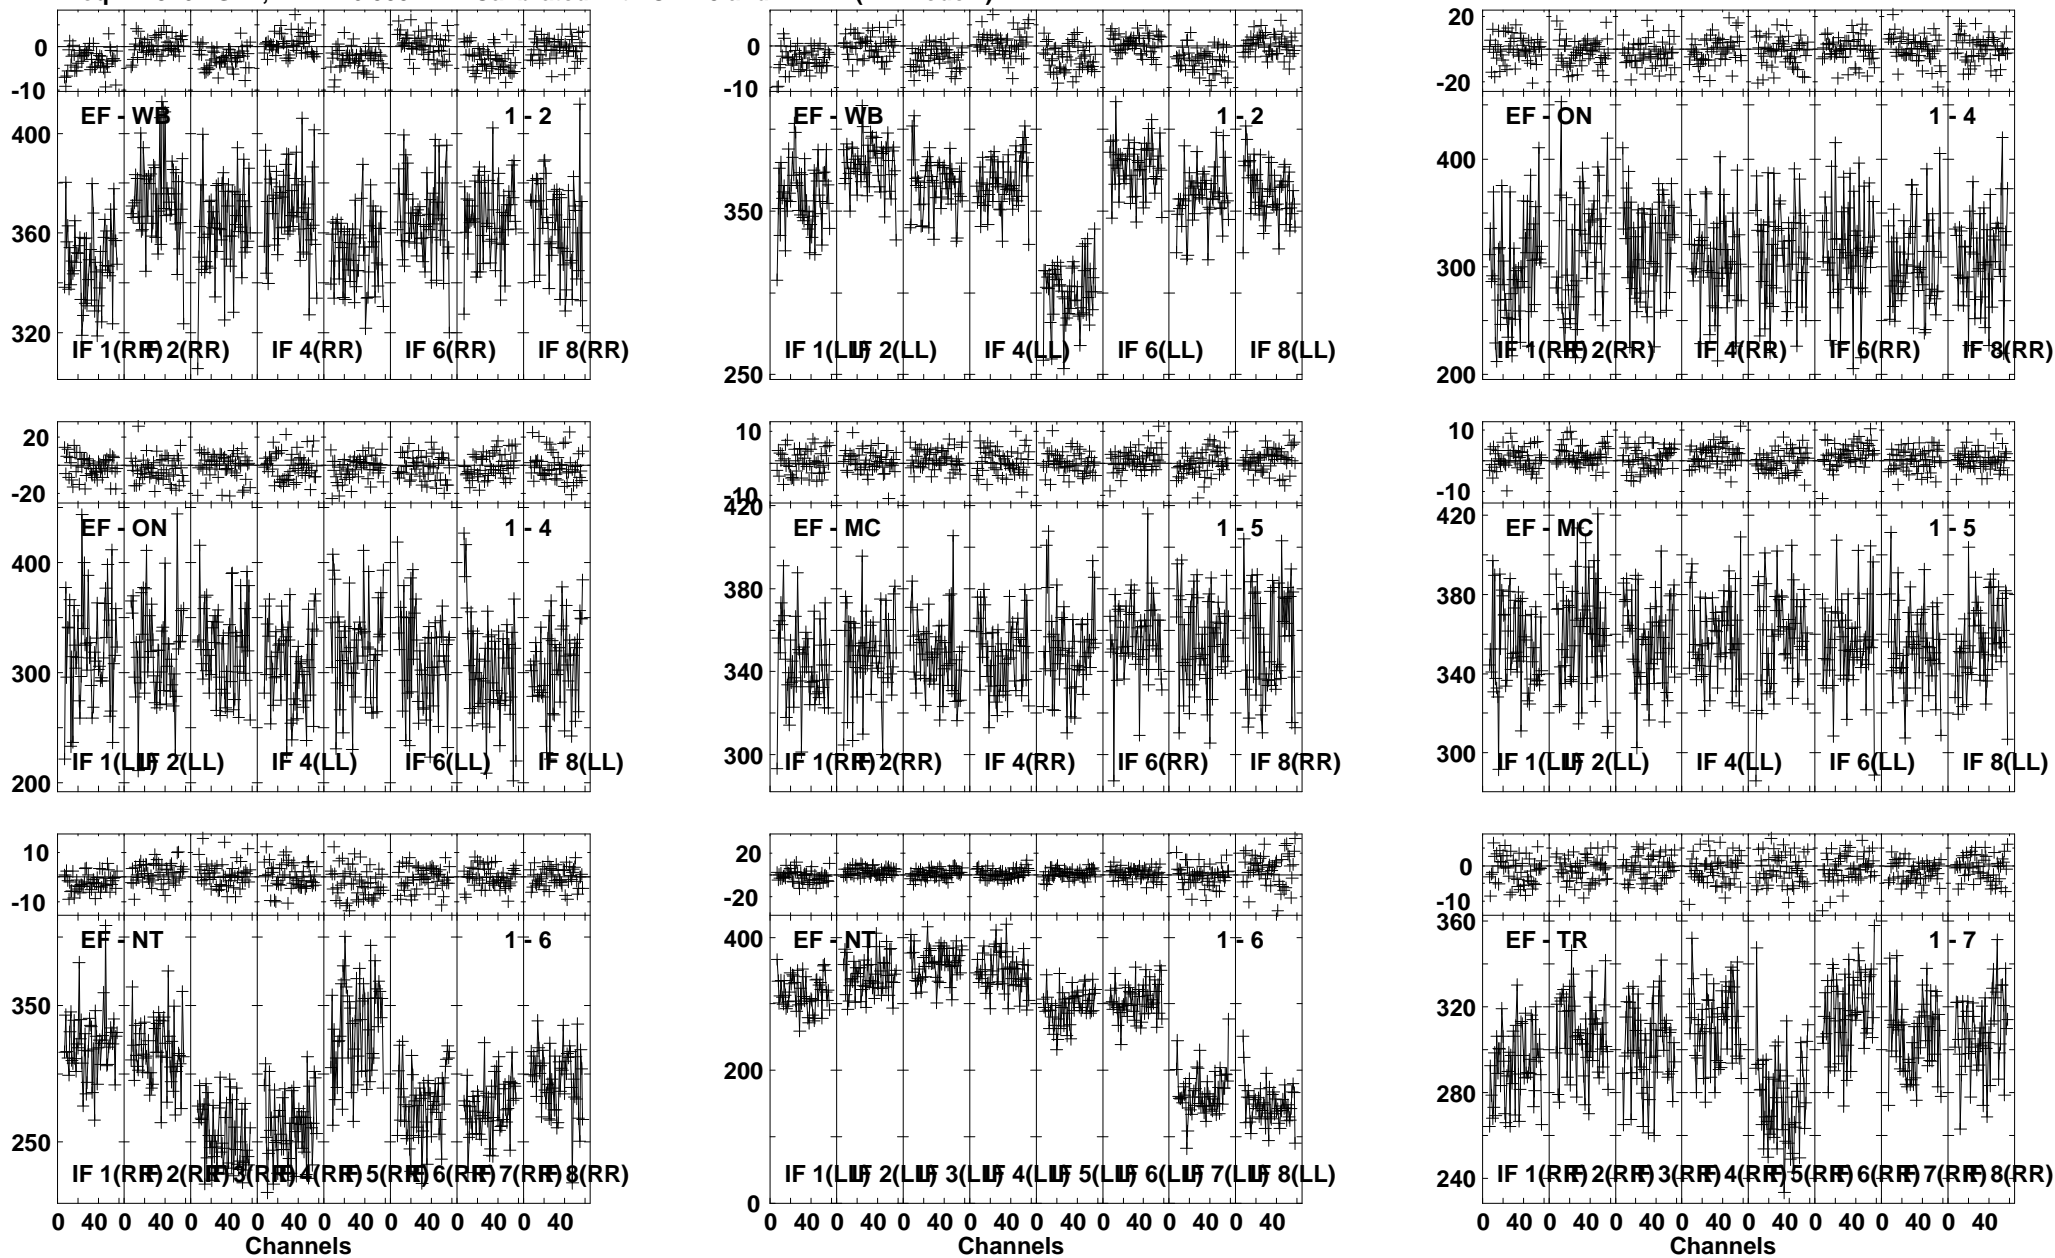 0 0 20
-10 -10 -20
EF - WB 1 - 2 EF - WB 1 - 2 EF - ON 1 - 4
400 400
360 350 300
320
IF 1(RR) IF 2(RR) IF 4(RR) IF 6(RR) IF 8(RR) IF 1(LL) IF 2(LL) IF 4(LL) IF 6(LL) IF 8(LL) IF 1(RR) IF 2(RR) IF 4(RR) IF 6(RR) IF 8(RR)
250 200
20 10 10
-20 -10 -10
420 420
EF - ON 1 - 4 EF - MC 1 - 5 EF - MC 1 - 5
400 380 380
300 340 340
200 300 300
IF 1(LL) IF 2(LL) IF 4(LL) IF 6(LL) IF 8(LL) IF 1(RR) IF 2(RR) IF 4(RR) IF 6(RR) IF 8(RR) IF 1(LL) IF 2(LL) IF 4(LL) IF 6(LL) IF 8(LL)
10 20 0
-10 -20 -10
360
EF - NT 1 - 6 EF - NT 1 - 6 EF - TR 1 - 7
400
350 320
200 280
250
IF 1(RR) IF 2(RR) IF 3(RR) IF 4(RR) IF 5(RR) IF 6(RR) IF 7(RR) IF 8(RR) IF 1(LL) IF 2(LL) IF 3(LL) IF 4(LL) IF 5(LL) IF 6(LL) IF 7(LL) IF 8(LL) IF 1(RR) IF 2(RR) IF 3(RR) IF 4(RR) IF 5(RR) IF 6(RR) IF 7(RR) IF 8(RR)
0 240
0 40 0 40 0 40 0 40 0 40 0 40 0 40 0 40 0 40 0 40 0 40 0 40 0 40 0 40 0 40 0 40 0 40 0 40 0 40 0 40 0 40 0 40 0 40 0 40
Channels Channels Channels